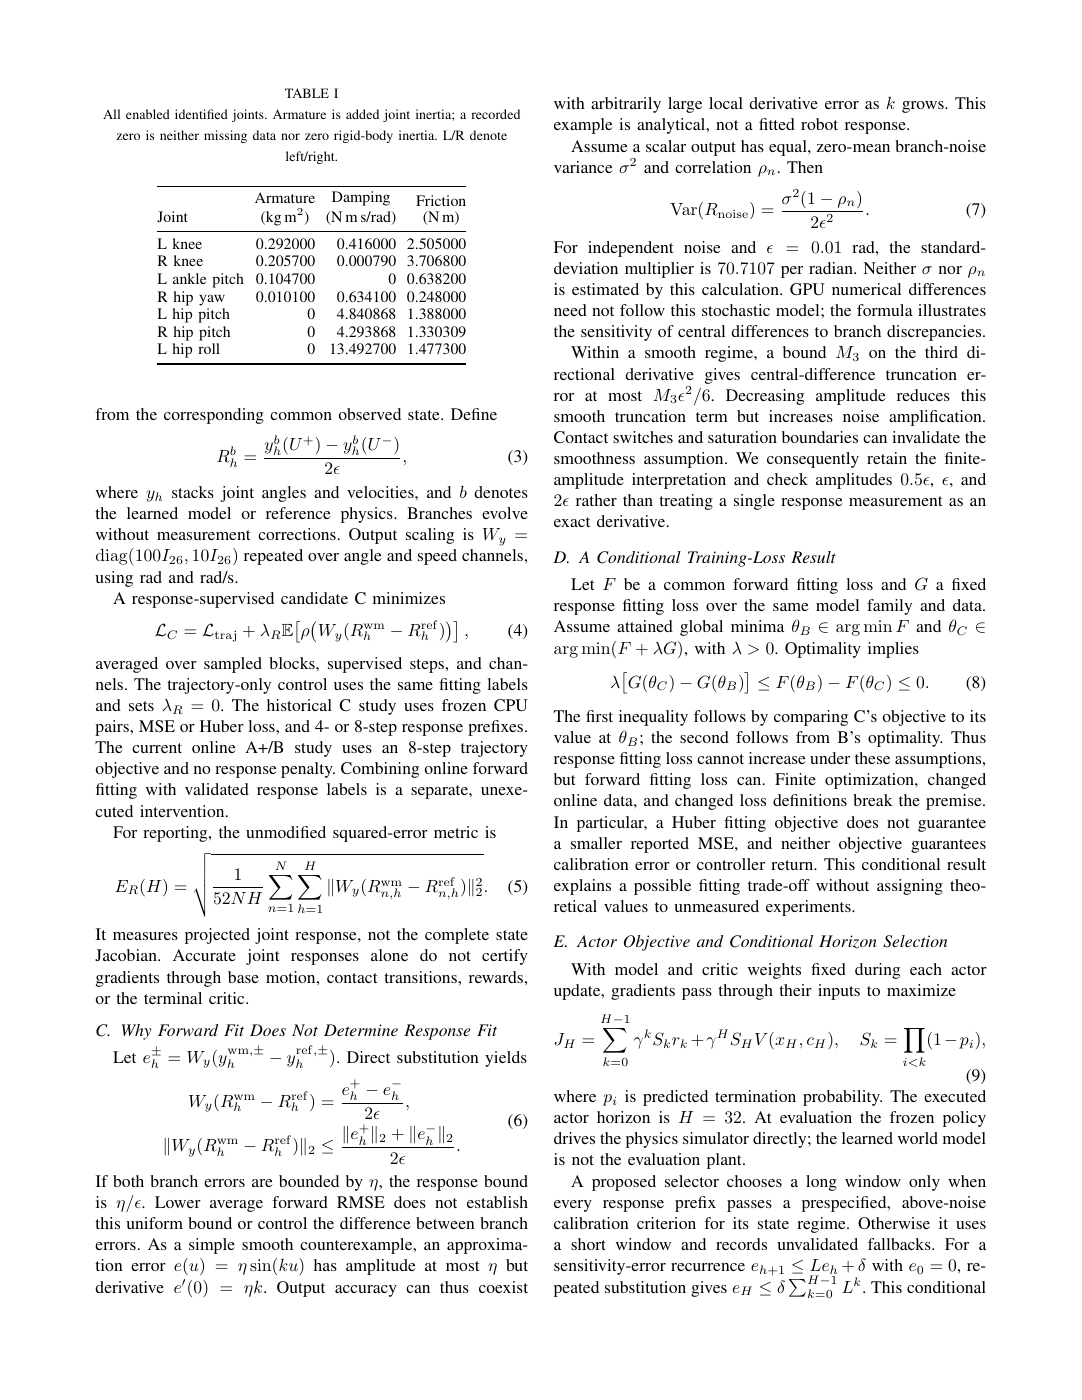 TABLE I
All enabled identified joints. Armature is added joint inertia; a recorded
zero is neither missing data nor zero rigid-body inertia. L/R denote
left/right.
Joint Armature (kg m²) Damping (N m s/rad) Friction (N m)
L knee 0.292000 0.416000 2.505000
R knee 0.205700 0.000790 3.706800
L ankle pitch 0.104700 0 0.638200
R hip yaw 0.010100 0.634100 0.248000
L hip pitch 0 4.840868 1.388000
R hip pitch 0 4.293868 1.330309
L hip roll 0 13.492700 1.477300
from the corresponding common observed state. Define
R_h^b = (y_h^b(U^+) − y_h^b(U^−)) / 2ϵ, (3)
where y_h stacks joint angles and velocities, and b denotes
the learned model or reference physics. Branches evolve
without measurement corrections. Output scaling is W_y =
diag(100I_26, 10I_26) repeated over angle and speed channels,
using rad and rad/s.
A response-supervised candidate C minimizes
ℒ_C = ℒ_traj + λ_R 𝔼[ρ(W_y(R_h^wm − R_h^ref))], (4)
averaged over sampled blocks, supervised steps, and chan-
nels. The trajectory-only control uses the same fitting labels
and sets λ_R = 0. The historical C study uses frozen CPU
pairs, MSE or Huber loss, and 4- or 8-step response prefixes.
The current online A+/B study uses an 8-step trajectory
objective and no response penalty. Combining online forward
fitting with validated response labels is a separate, unexe-
cuted intervention.
For reporting, the unmodified squared-error metric is
E_R(H) = √(1/(52NH) ∑_{n=1}^N ∑_{h=1}^H ‖W_y(R_{n,h}^wm − R_{n,h}^ref)‖_2^2). (5)
It measures projected joint response, not the complete state
Jacobian. Accurate joint responses alone do not certify
gradients through base motion, contact transitions, rewards,
or the terminal critic.
C. Why Forward Fit Does Not Determine Response Fit
Let e_h^± = W_y(y_h^{wm,±} − y_h^{ref,±}). Direct substitution yields
W_y(R_h^wm − R_h^ref) = (e_h^+ − e_h^−) / 2ϵ,
‖W_y(R_h^wm − R_h^ref)‖_2 ≤ (‖e_h^+‖_2 + ‖e_h^−‖_2) / 2ϵ. (6)
If both branch errors are bounded by η, the response bound
is η/ϵ. Lower average forward RMSE does not establish
this uniform bound or control the difference between branch
errors. As a simple smooth counterexample, an approxima-
tion error e(u) = η sin(ku) has amplitude at most η but
derivative e′(0) = ηk. Output accuracy can thus coexist
with arbitrarily large local derivative error as k grows. This
example is analytical, not a fitted robot response.
Assume a scalar output has equal, zero-mean branch-noise
variance σ² and correlation ρ_n. Then
Var(R_noise) = σ²(1 − ρ_n) / 2ϵ². (7)
For independent noise and ϵ = 0.01 rad, the standard-
deviation multiplier is 70.7107 per radian. Neither σ nor ρ_n
is estimated by this calculation. GPU numerical differences
need not follow this stochastic model; the formula illustrates
the sensitivity of central differences to branch discrepancies.
Within a smooth regime, a bound M_3 on the third di-
rectional derivative gives central-difference truncation er-
ror at most M_3ϵ²/6. Decreasing amplitude reduces this
smooth truncation term but increases noise amplification.
Contact switches and saturation boundaries can invalidate the
smoothness assumption. We consequently retain the finite-
amplitude interpretation and check amplitudes 0.5ϵ, ϵ, and
2ϵ rather than treating a single response measurement as an
exact derivative.
D. A Conditional Training-Loss Result
Let F be a common forward fitting loss and G a fixed
response fitting loss over the same model family and data.
Assume attained global minima θ_B ∈ arg min F and θ_C ∈
arg min(F + λG), with λ > 0. Optimality implies
λ[G(θ_C) − G(θ_B)] ≤ F(θ_B) − F(θ_C) ≤ 0. (8)
The first inequality follows by comparing C's objective to its
value at θ_B; the second follows from B's optimality. Thus
response fitting loss cannot increase under these assumptions,
but forward fitting loss can. Finite optimization, changed
online data, and changed loss definitions break the premise.
In particular, a Huber fitting objective does not guarantee
a smaller reported MSE, and neither objective guarantees
calibration error or controller return. This conditional result
explains a possible fitting trade-off without assigning theo-
retical values to unmeasured experiments.
E. Actor Objective and Conditional Horizon Selection
With model and critic weights fixed during each actor
update, gradients pass through their inputs to maximize
J_H = ∑_{k=0}^{H−1} γ^k S_k r_k + γ^H S_H V(x_H, c_H), S_k = ∏_{i<k}(1 − p_i),
(9)
where p_i is predicted termination probability. The executed
actor horizon is H = 32. At evaluation the frozen policy
drives the physics simulator directly; the learned world model
is not the evaluation plant.
A proposed selector chooses a long window only when
every response prefix passes a prespecified, above-noise
calibration criterion for its state regime. Otherwise it uses
a short window and records unvalidated fallbacks. For a
sensitivity-error recurrence e_{h+1} ≤ Le_h + δ with e_0 = 0, re-
peated substitution gives e_H ≤ δ ∑_{k=0}^{H−1} L^k. This conditional